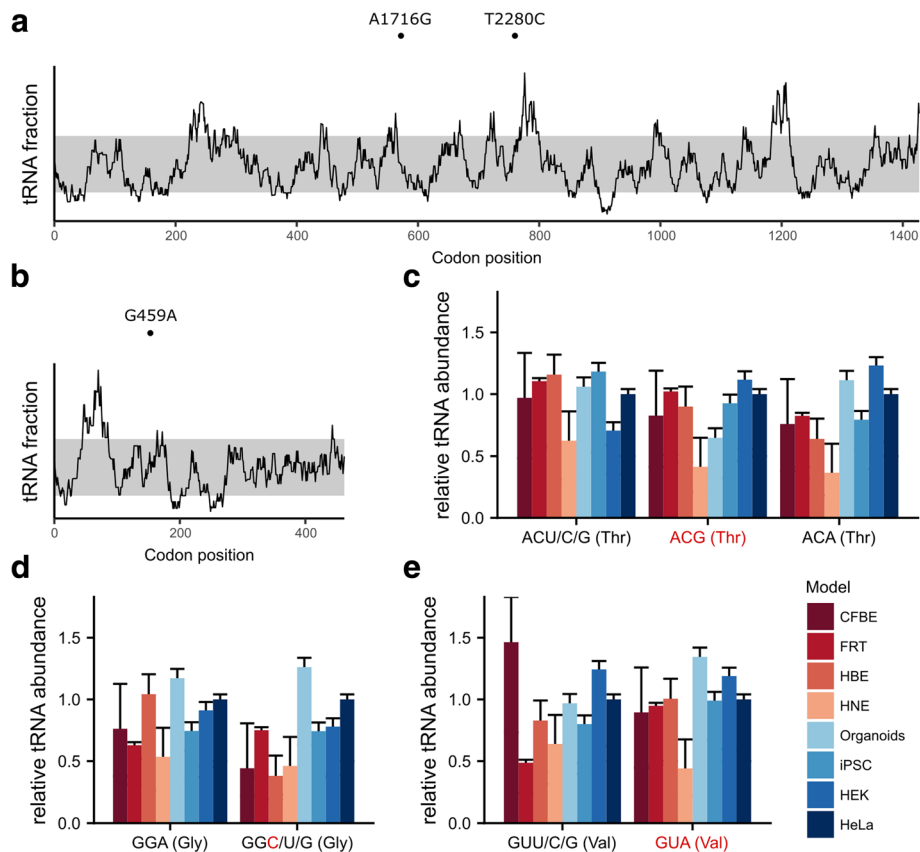 a
A1716G T2280C
tRNA fraction
0 200 400 600 800 1000 1200 1400
Codon position
b
G459A
tRNA fraction
0 200 400
Codon position
c
relative tRNA abundance
1.5
1.0
0.5
0.0
ACU/C/G (Thr) ACG (Thr) ACA (Thr)
d
relative tRNA abundance
1.5
1.0
0.5
0.0
GGA (Gly) GGC/U/G (Gly)
e
relative tRNA abundance
1.5
1.0
0.5
0.0
GUU/C/G (Val) GUA (Val)
Model
CFBE
FRT
HBE
HNE
Organoids
iPSC
HEK
HeLa